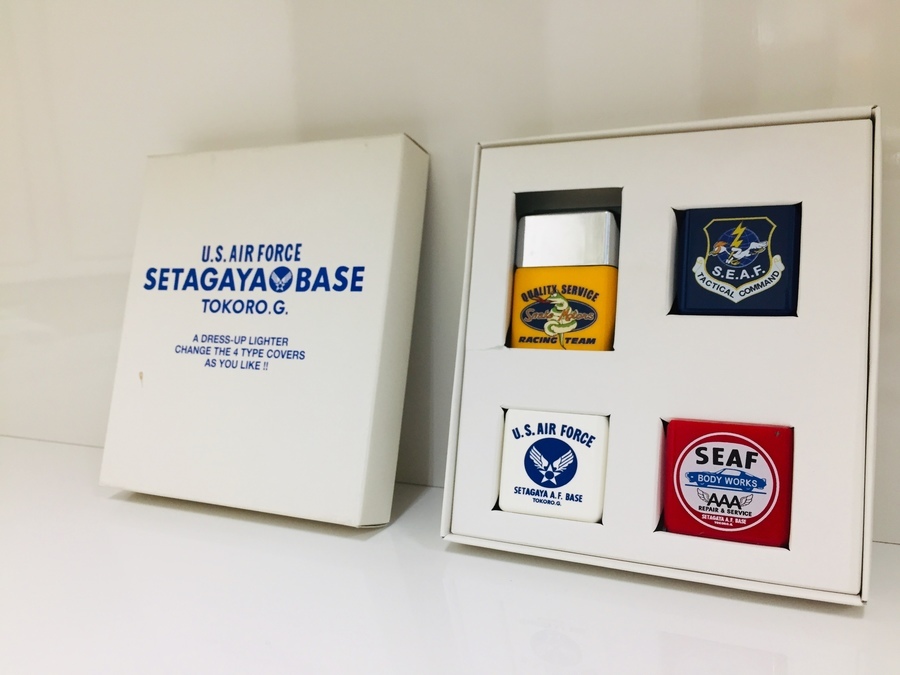 U.S. AIR FORCE
SETAGAYA BASE
TOKORO.G.
A DRESS-UP LIGHTER
CHANGE THE 4 TYPE COVERS
AS YOU LIKE !!
QUALITY SERVICE
RACING TEAM
S.E.A.F.
TACTICAL COMMAND
U.S. AIR FORCE
SETAGAYA A.F. BASE
TOKORO.G.
SEAF
BODY WORKS
AAA
REPAIR & SERVICE
SETAGAYA A.F. BASE